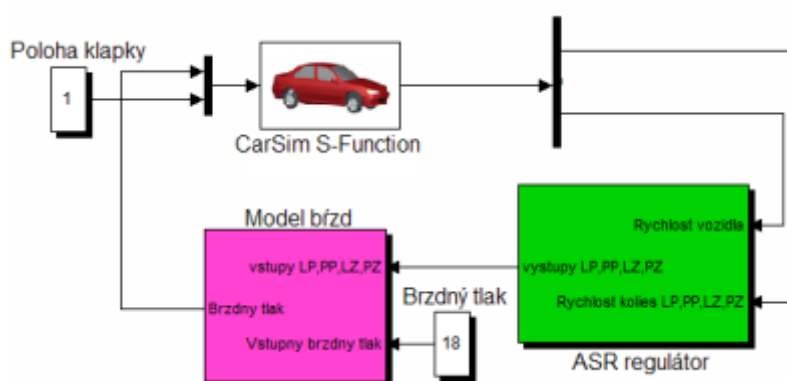 Poloha klapky
1
CarSim S-Function
Model bŕzd
vstupy LP,PP,LZ,PZ
Brzdny tlak
Vstupny brzdny tlak
Brzdný tlak
18
Rychlost vozidla
vystupy LP,PP,LZ,PZ
Rychlost kolies LP,PP,LZ,PZ
ASR regulátor